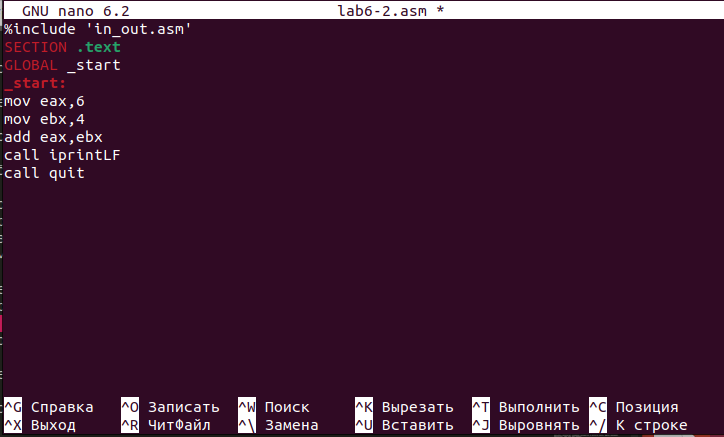 GNU nano 6.2 lab6-2.asm *
%include 'in_out.asm'
SECTION .text
GLOBAL _start
_start:
mov eax,6
mov ebx,4
add eax,ebx
call iprintLF
call quit
^G Справка ^O Записать ^W Поиск ^K Вырезать ^T Выполнить ^C Позиция
^X Выход ^R ЧитФайл ^\ Замена ^U Вставить ^J Выровнять ^/ К строке